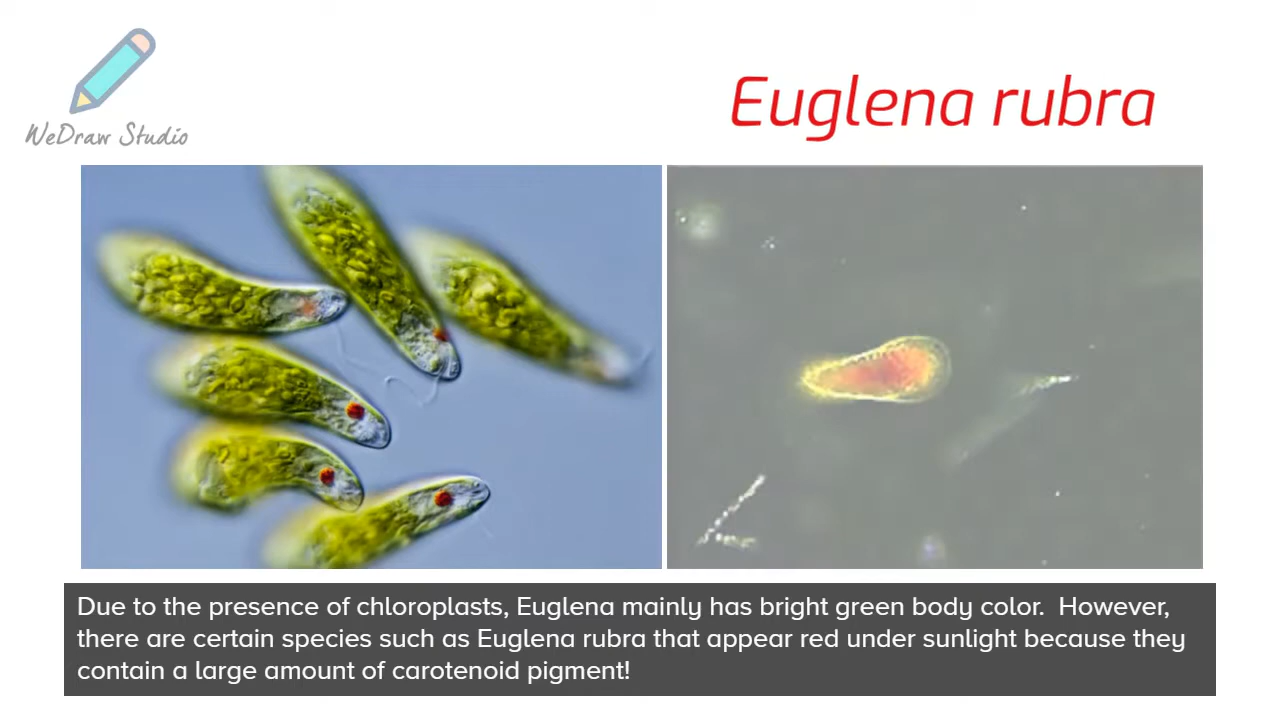 WeDraw Studio
Euglena rubra
Due to the presence of chloroplasts, Euglena mainly has bright green body color.  However,
there are certain species such as Euglena rubra that appear red under sunlight because they
contain a large amount of carotenoid pigment!